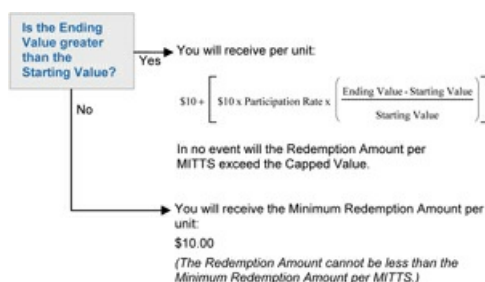 Is the Ending
Value greater
than the
Starting Value?
Yes
You will receive per unit:
$10 + [ $10 x Participation Rate x ( Ending Value - Starting Value
Starting Value ) ]
In no event will the Redemption Amount per
MITTS exceed the Capped Value.
No
You will receive the Minimum Redemption Amount per
unit:
$10.00
(The Redemption Amount cannot be less than the
Minimum Redemption Amount per MITTS.)